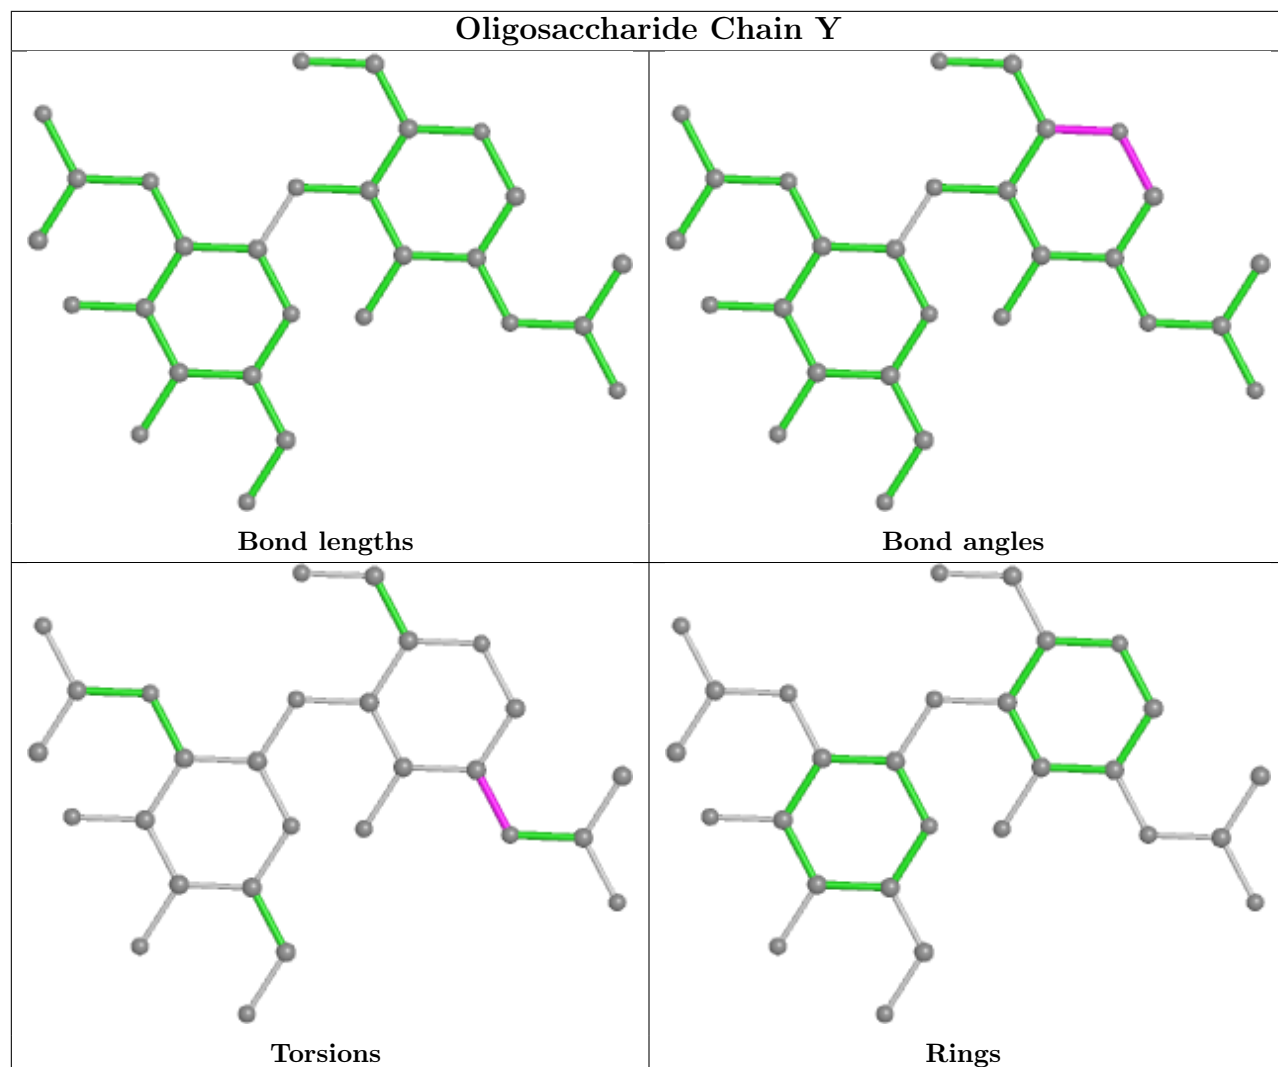 Oligosaccharide Chain Y
Bond lengths
Bond angles
Torsions
Rings